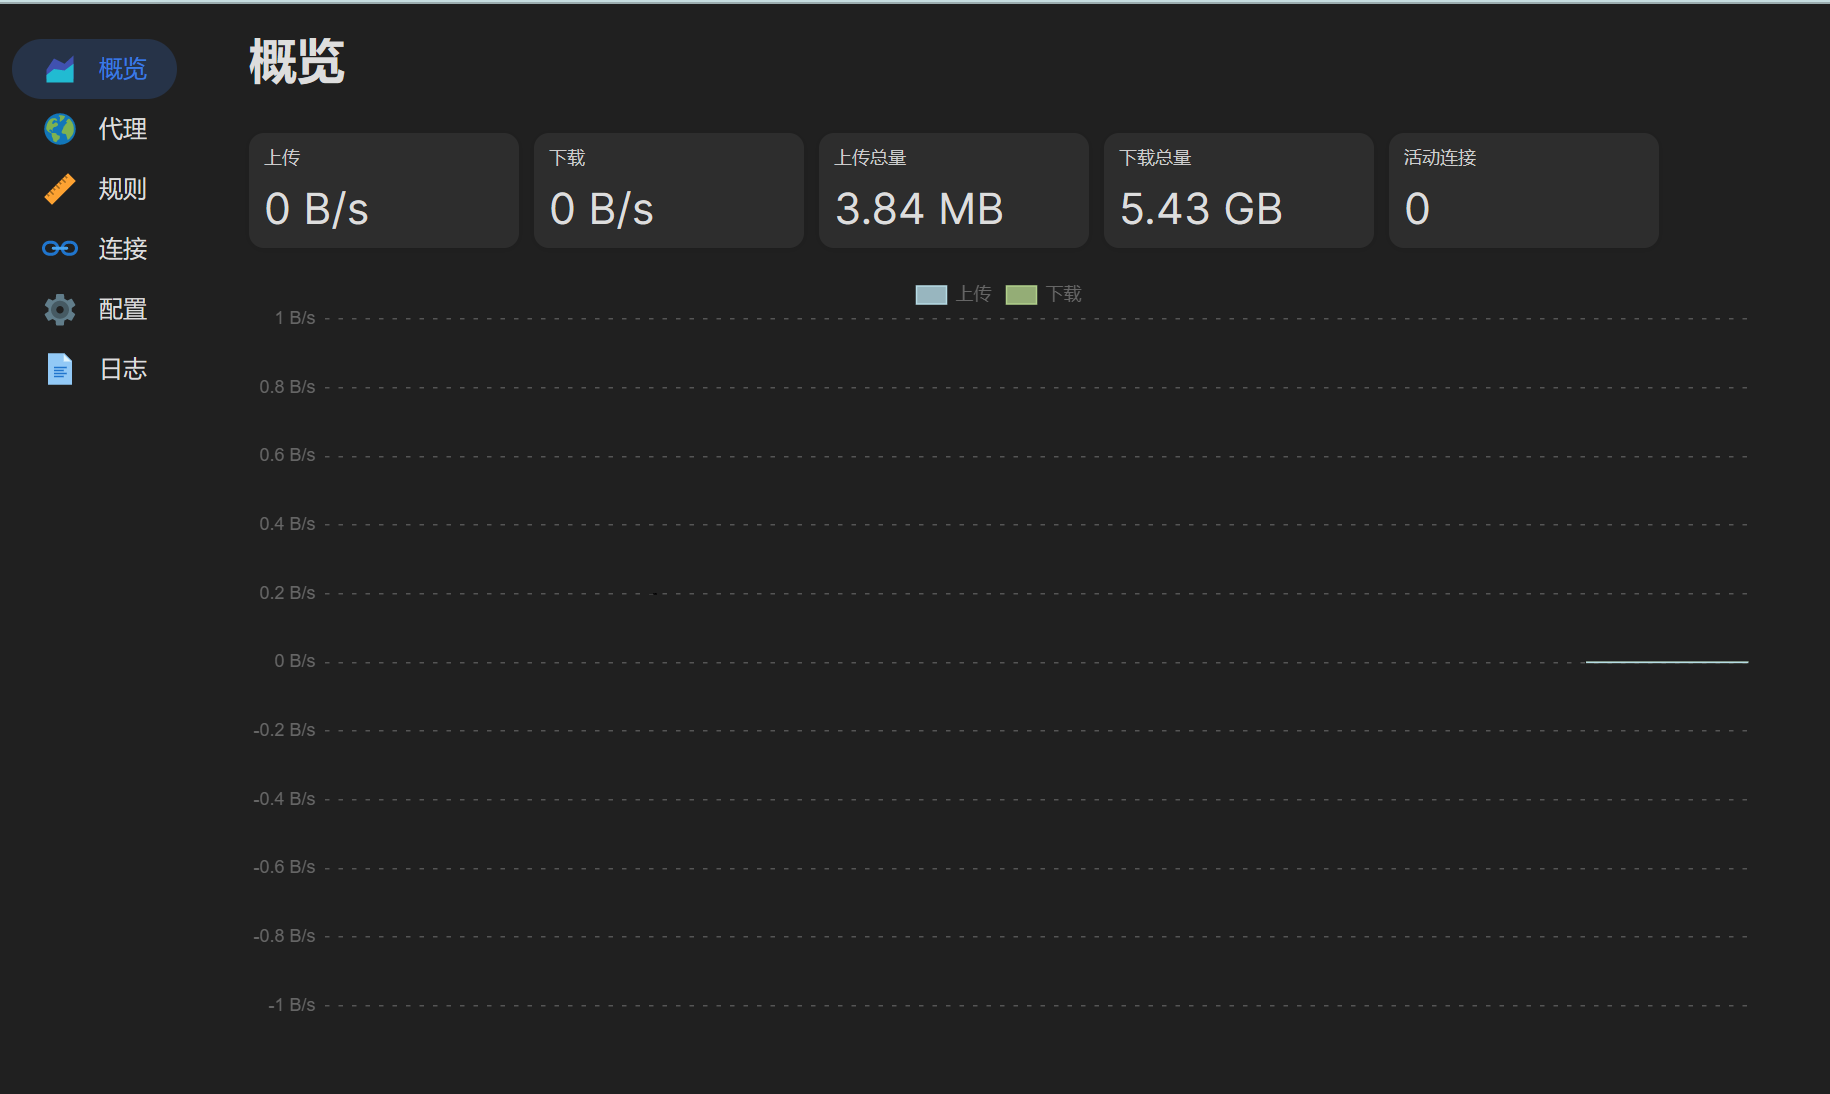 概览
代理
规则
连接
配置
日志
概览
上传
0 B/s
下载
0 B/s
上传总量
3.84 MB
下载总量
5.43 GB
活动连接
0
上传 下载
1 B/s
0.8 B/s
0.6 B/s
0.4 B/s
0.2 B/s
0 B/s
-0.2 B/s
-0.4 B/s
-0.6 B/s
-0.8 B/s
-1 B/s